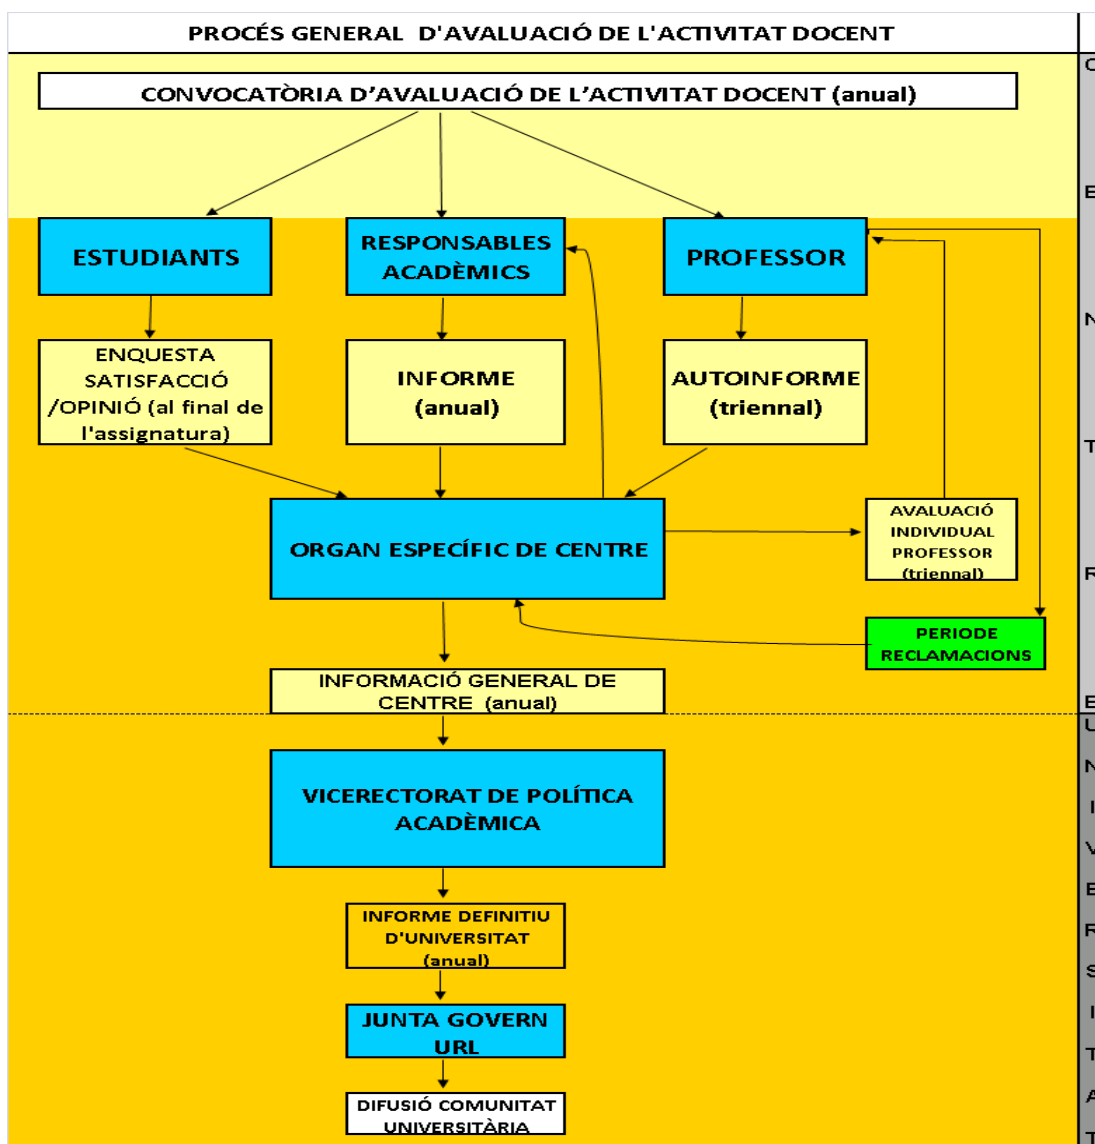 PROCÉS GENERAL D'AVALUACIÓ DE L'ACTIVITAT DOCENT
CONVOCATÒRIA D’AVALUACIÓ DE L’ACTIVITAT DOCENT (anual)
ESTUDIANTS
RESPONSABLES
ACADÈMICS
PROFESSOR
ENQUESTA
SATISFACCIÓ
/OPINIÓ (al final de
l'assignatura)
INFORME
(anual)
AUTOINFORME
(triennal)
ORGAN ESPECÍFIC DE CENTRE
AVALUACIÓ
INDIVIDUAL
PROFESSOR
(triennal)
PERIODE
RECLAMACIONS
INFORMACIÓ GENERAL DE
CENTRE (anual)
VICERECTORAT DE POLÍTICA
ACADÈMICA
INFORME DEFINITIU
D'UNIVERSITAT
(anual)
JUNTA GOVERN
URL
DIFUSIÓ COMUNITAT
UNIVERSITÀRIA
C
E
N
T
R
E
U
N
I
V
E
R
S
I
T
A
T